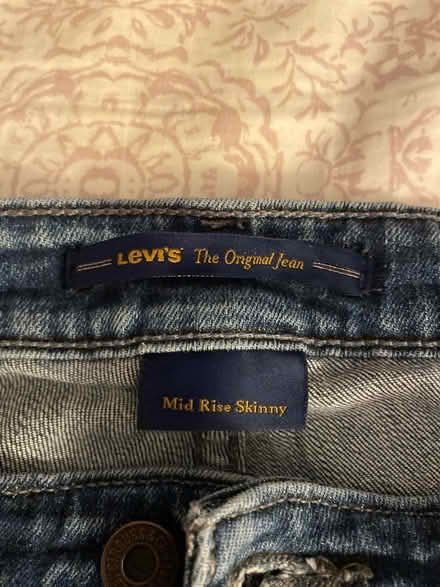 Levi's The Original Jean
Mid Rise Skinny